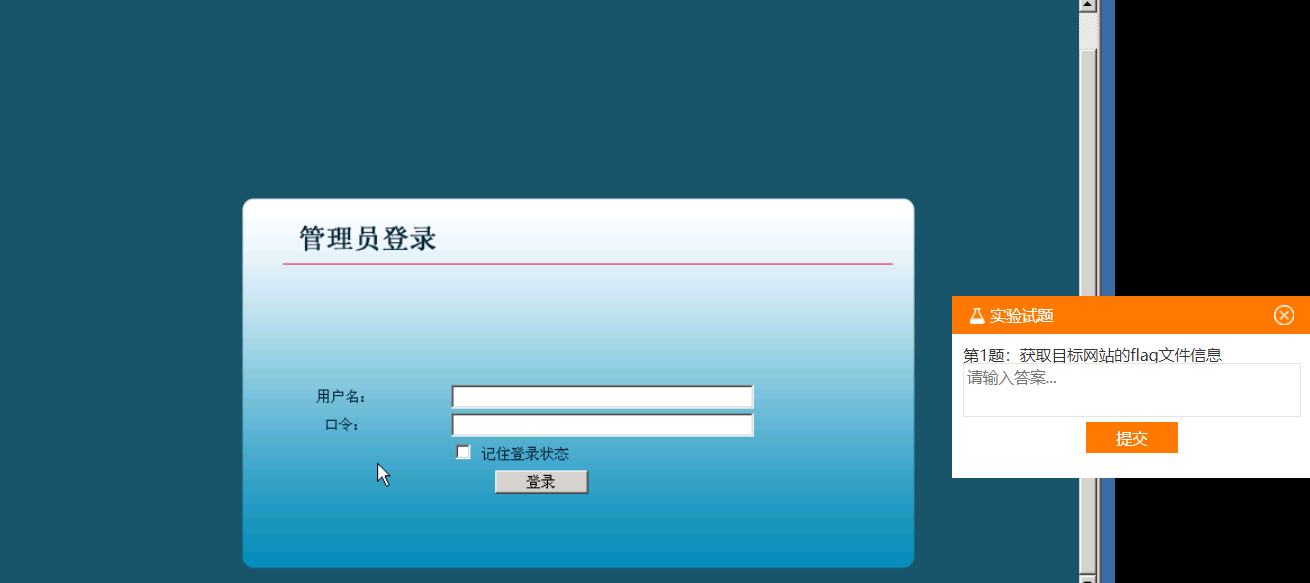 管理员登录
用户名：
口令：
记住登录状态
登录
实验试题
第1题：获取目标网站的flag文件信息
请输入答案...
提交